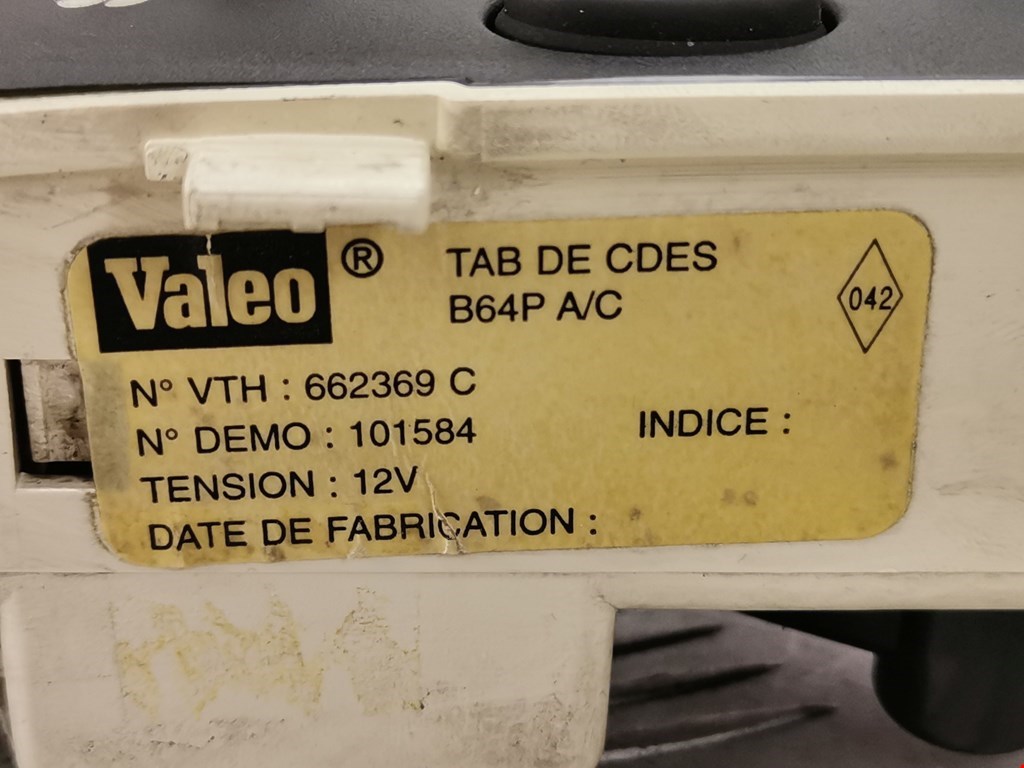 Valeo ® TAB DE CDES
B64P A/C
042
N° VTH : 662369 C
N° DEMO : 101584
INDICE :
TENSION : 12V
DATE DE FABRICATION :